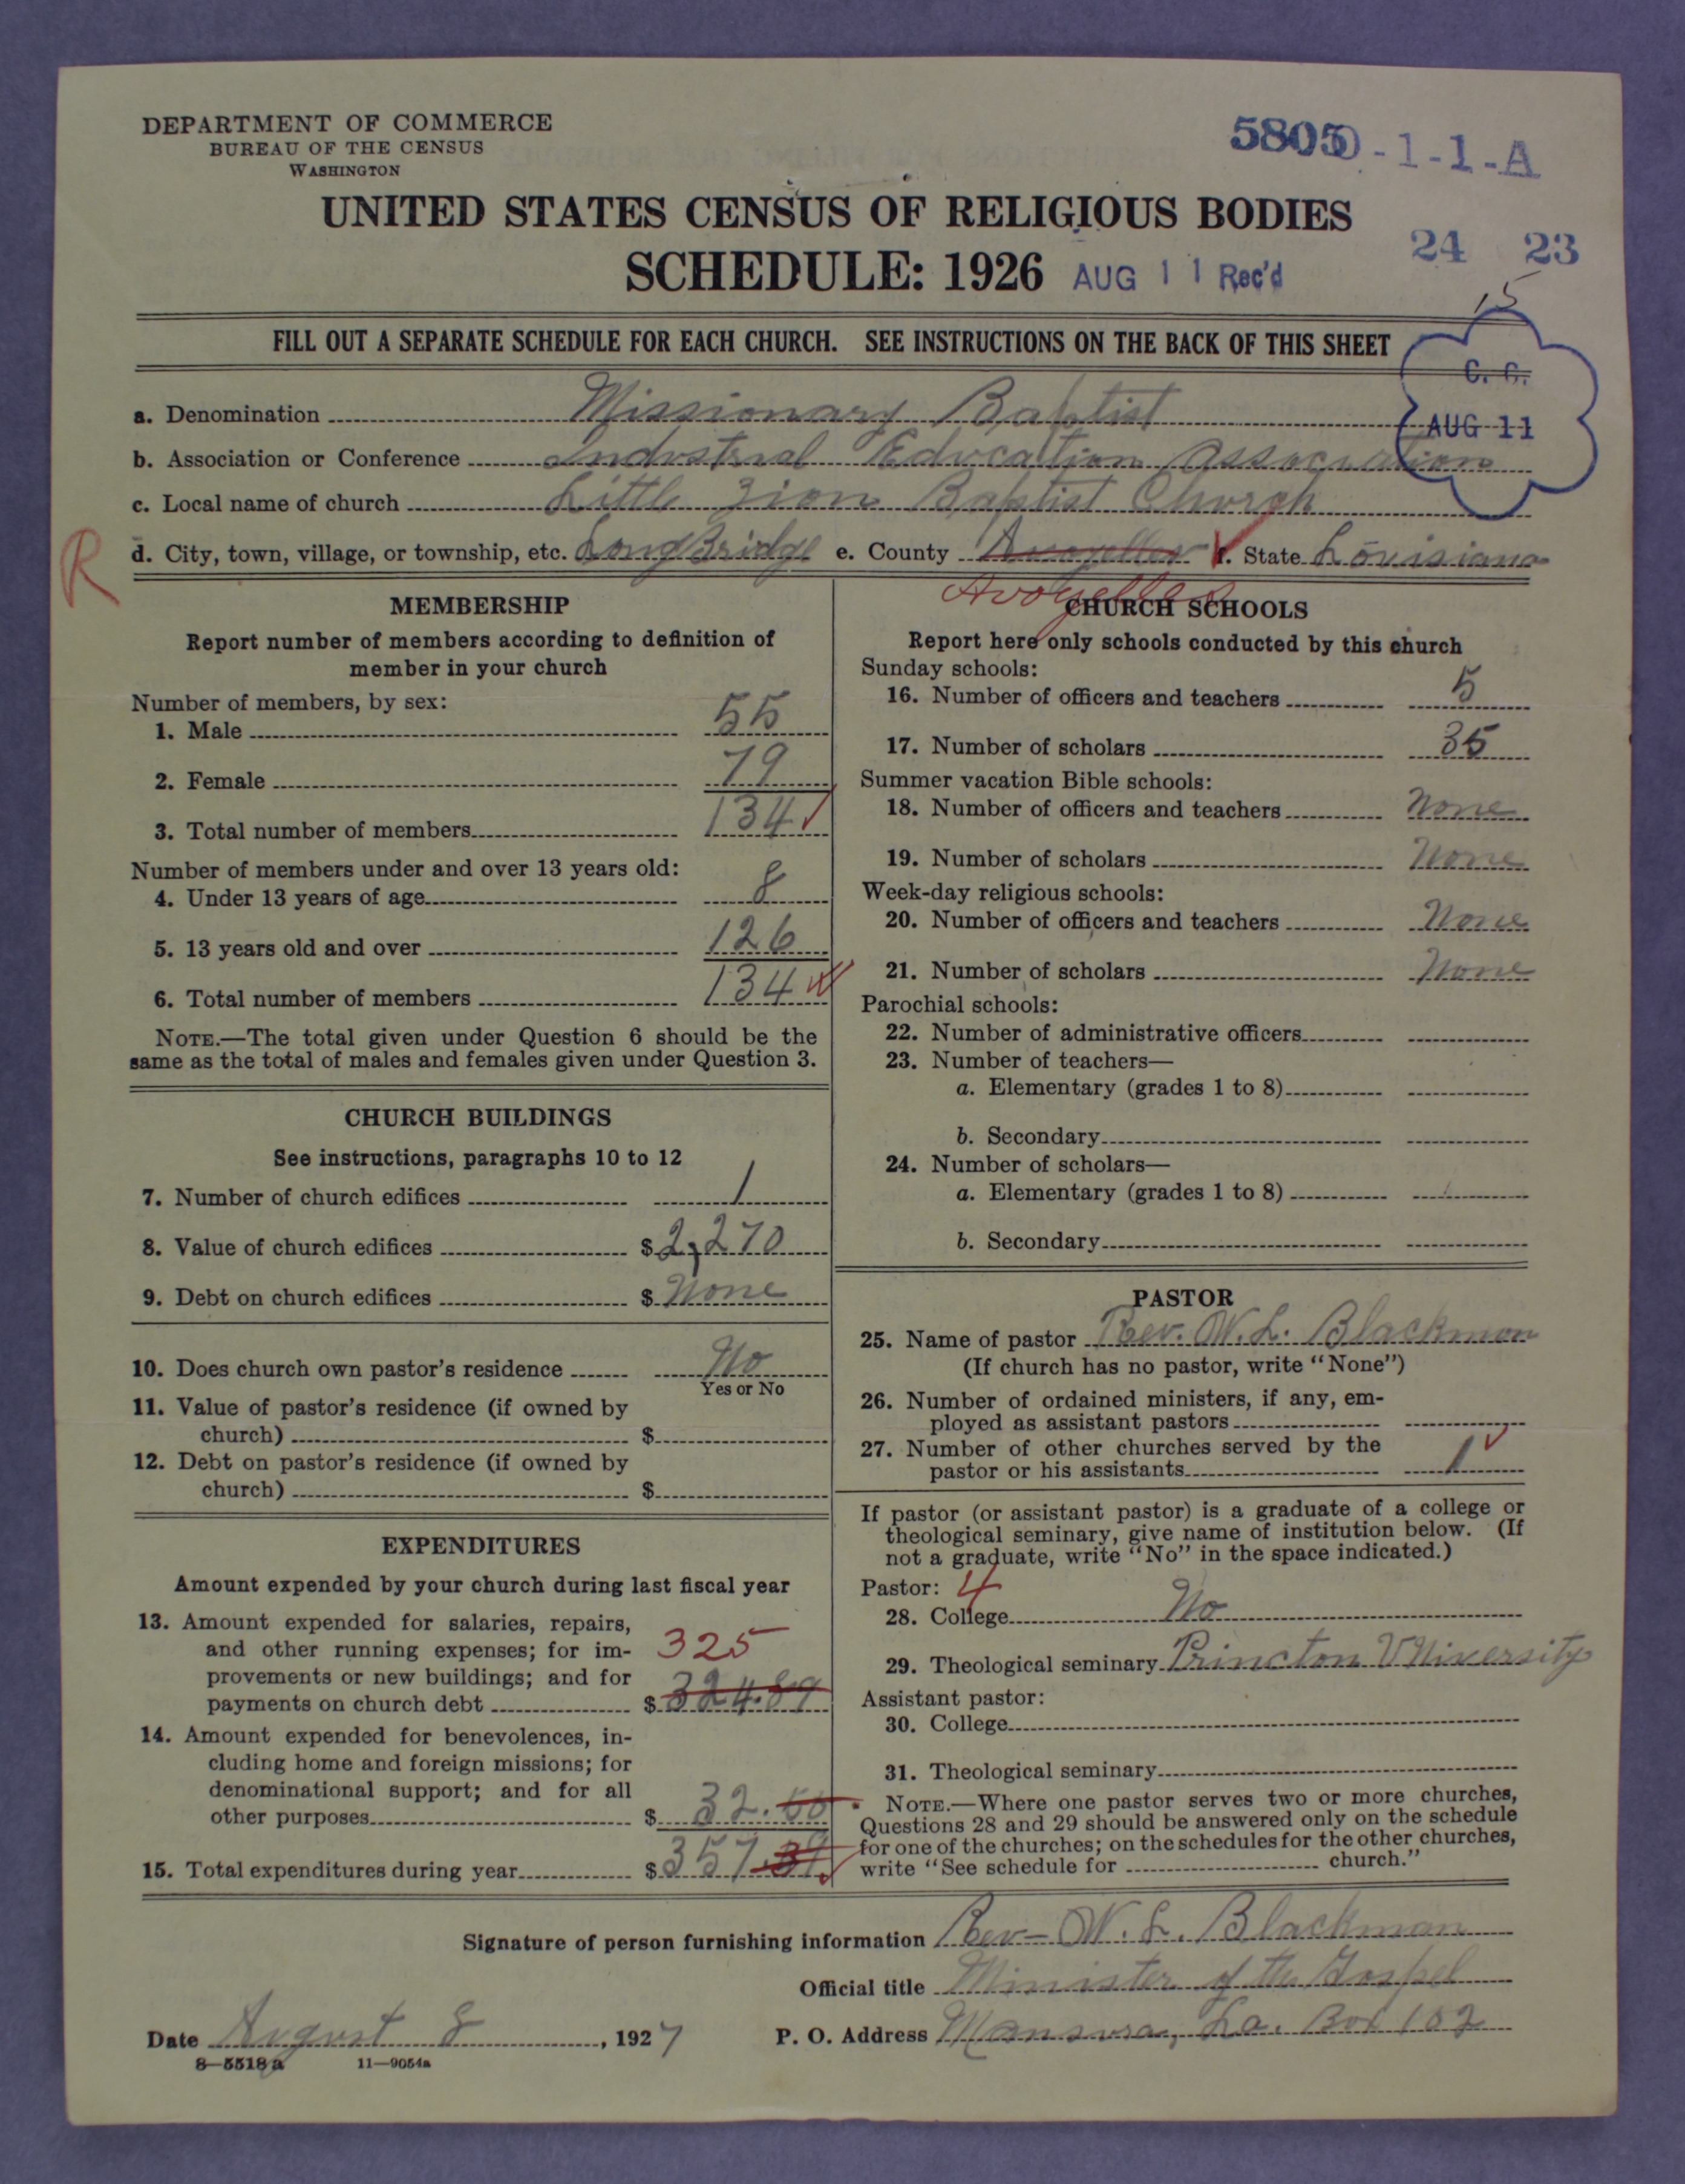 DEPARTMENT OF COMMERCE
BUREAU OF THE CENSUS
WASHINGTON
5805 0-1-1-A
UNITED STATES CENSUS OF RELIGIOUS BODIES
24 23
SCHEDULE: 1926 AUG 11 Rec'd
15
FILL OUT A SEPARATE SCHEDULE FOR EACH CHURCH. SEE INSTRUCTIONS ON THE BACK OF THIS SHEET
C. C.
AUG 11
a. Denomination Missionary Baptist
b. Association or Conference Indvstrial Edvcation Association
c. Local name of church Little Zion Baptist Chvrch
R
d. City, town, village, or township, etc. Long Bridge e. County Avoyelles f. State Lovisiana
Avoyelles
MEMBERSHIP
Report number of members according to definition of
member in your church
Number of members, by sex:
1. Male 55
2. Female 79
3. Total number of members 134
Number of members under and over 13 years old:
4. Under 13 years of age 8
5. 13 years old and over 126
6. Total number of members 134
NOTE.—The total given under Question 6 should be the
same as the total of males and females given under Question 3.
CHURCH BUILDINGS
See instructions, paragraphs 10 to 12
7. Number of church edifices 1
8. Value of church edifices $ 2,270
9. Debt on church edifices $ None
10. Does church own pastor's residence No
Yes or No
11. Value of pastor's residence (if owned by
church) $
12. Debt on pastor's residence (if owned by
church) $
EXPENDITURES
Amount expended by your church during last fiscal year
13. Amount expended for salaries, repairs,
and other running expenses; for im- 325
provements or new buildings; and for
payments on church debt $ 324.89
14. Amount expended for benevolences, in-
cluding home and foreign missions; for
denominational support; and for all
other purposes $ 32.50
15. Total expenditures during year $ 357.39
CHURCH SCHOOLS
Report here only schools conducted by this church
Sunday schools:
16. Number of officers and teachers 5
17. Number of scholars 35
Summer vacation Bible schools:
18. Number of officers and teachers None
19. Number of scholars None
Week-day religious schools:
20. Number of officers and teachers None
21. Number of scholars None
Parochial schools:
22. Number of administrative officers
23. Number of teachers—
a. Elementary (grades 1 to 8)
b. Secondary
24. Number of scholars—
a. Elementary (grades 1 to 8)
b. Secondary
PASTOR
25. Name of pastor Rev. W. L. Blackmon
(If church has no pastor, write "None")
26. Number of ordained ministers, if any, em-
ployed as assistant pastors
27. Number of other churches served by the
pastor or his assistants 1
If pastor (or assistant pastor) is a graduate of a college or
theological seminary, give name of institution below. (If
not a graduate, write "No" in the space indicated.)
Pastor: 4
28. College No
29. Theological seminary Princton Vniversity
Assistant pastor:
30. College
31. Theological seminary
NOTE.—Where one pastor serves two or more churches,
Questions 28 and 29 should be answered only on the schedule
for one of the churches; on the schedules for the other churches,
write "See schedule for church."
Signature of person furnishing information Rev— W. L. Blackman
Official title Minister of the Gospel
Date Avgvst 8, 1927 P. O. Address Mansvra, La. Box 102
8—5518a 11—9054a